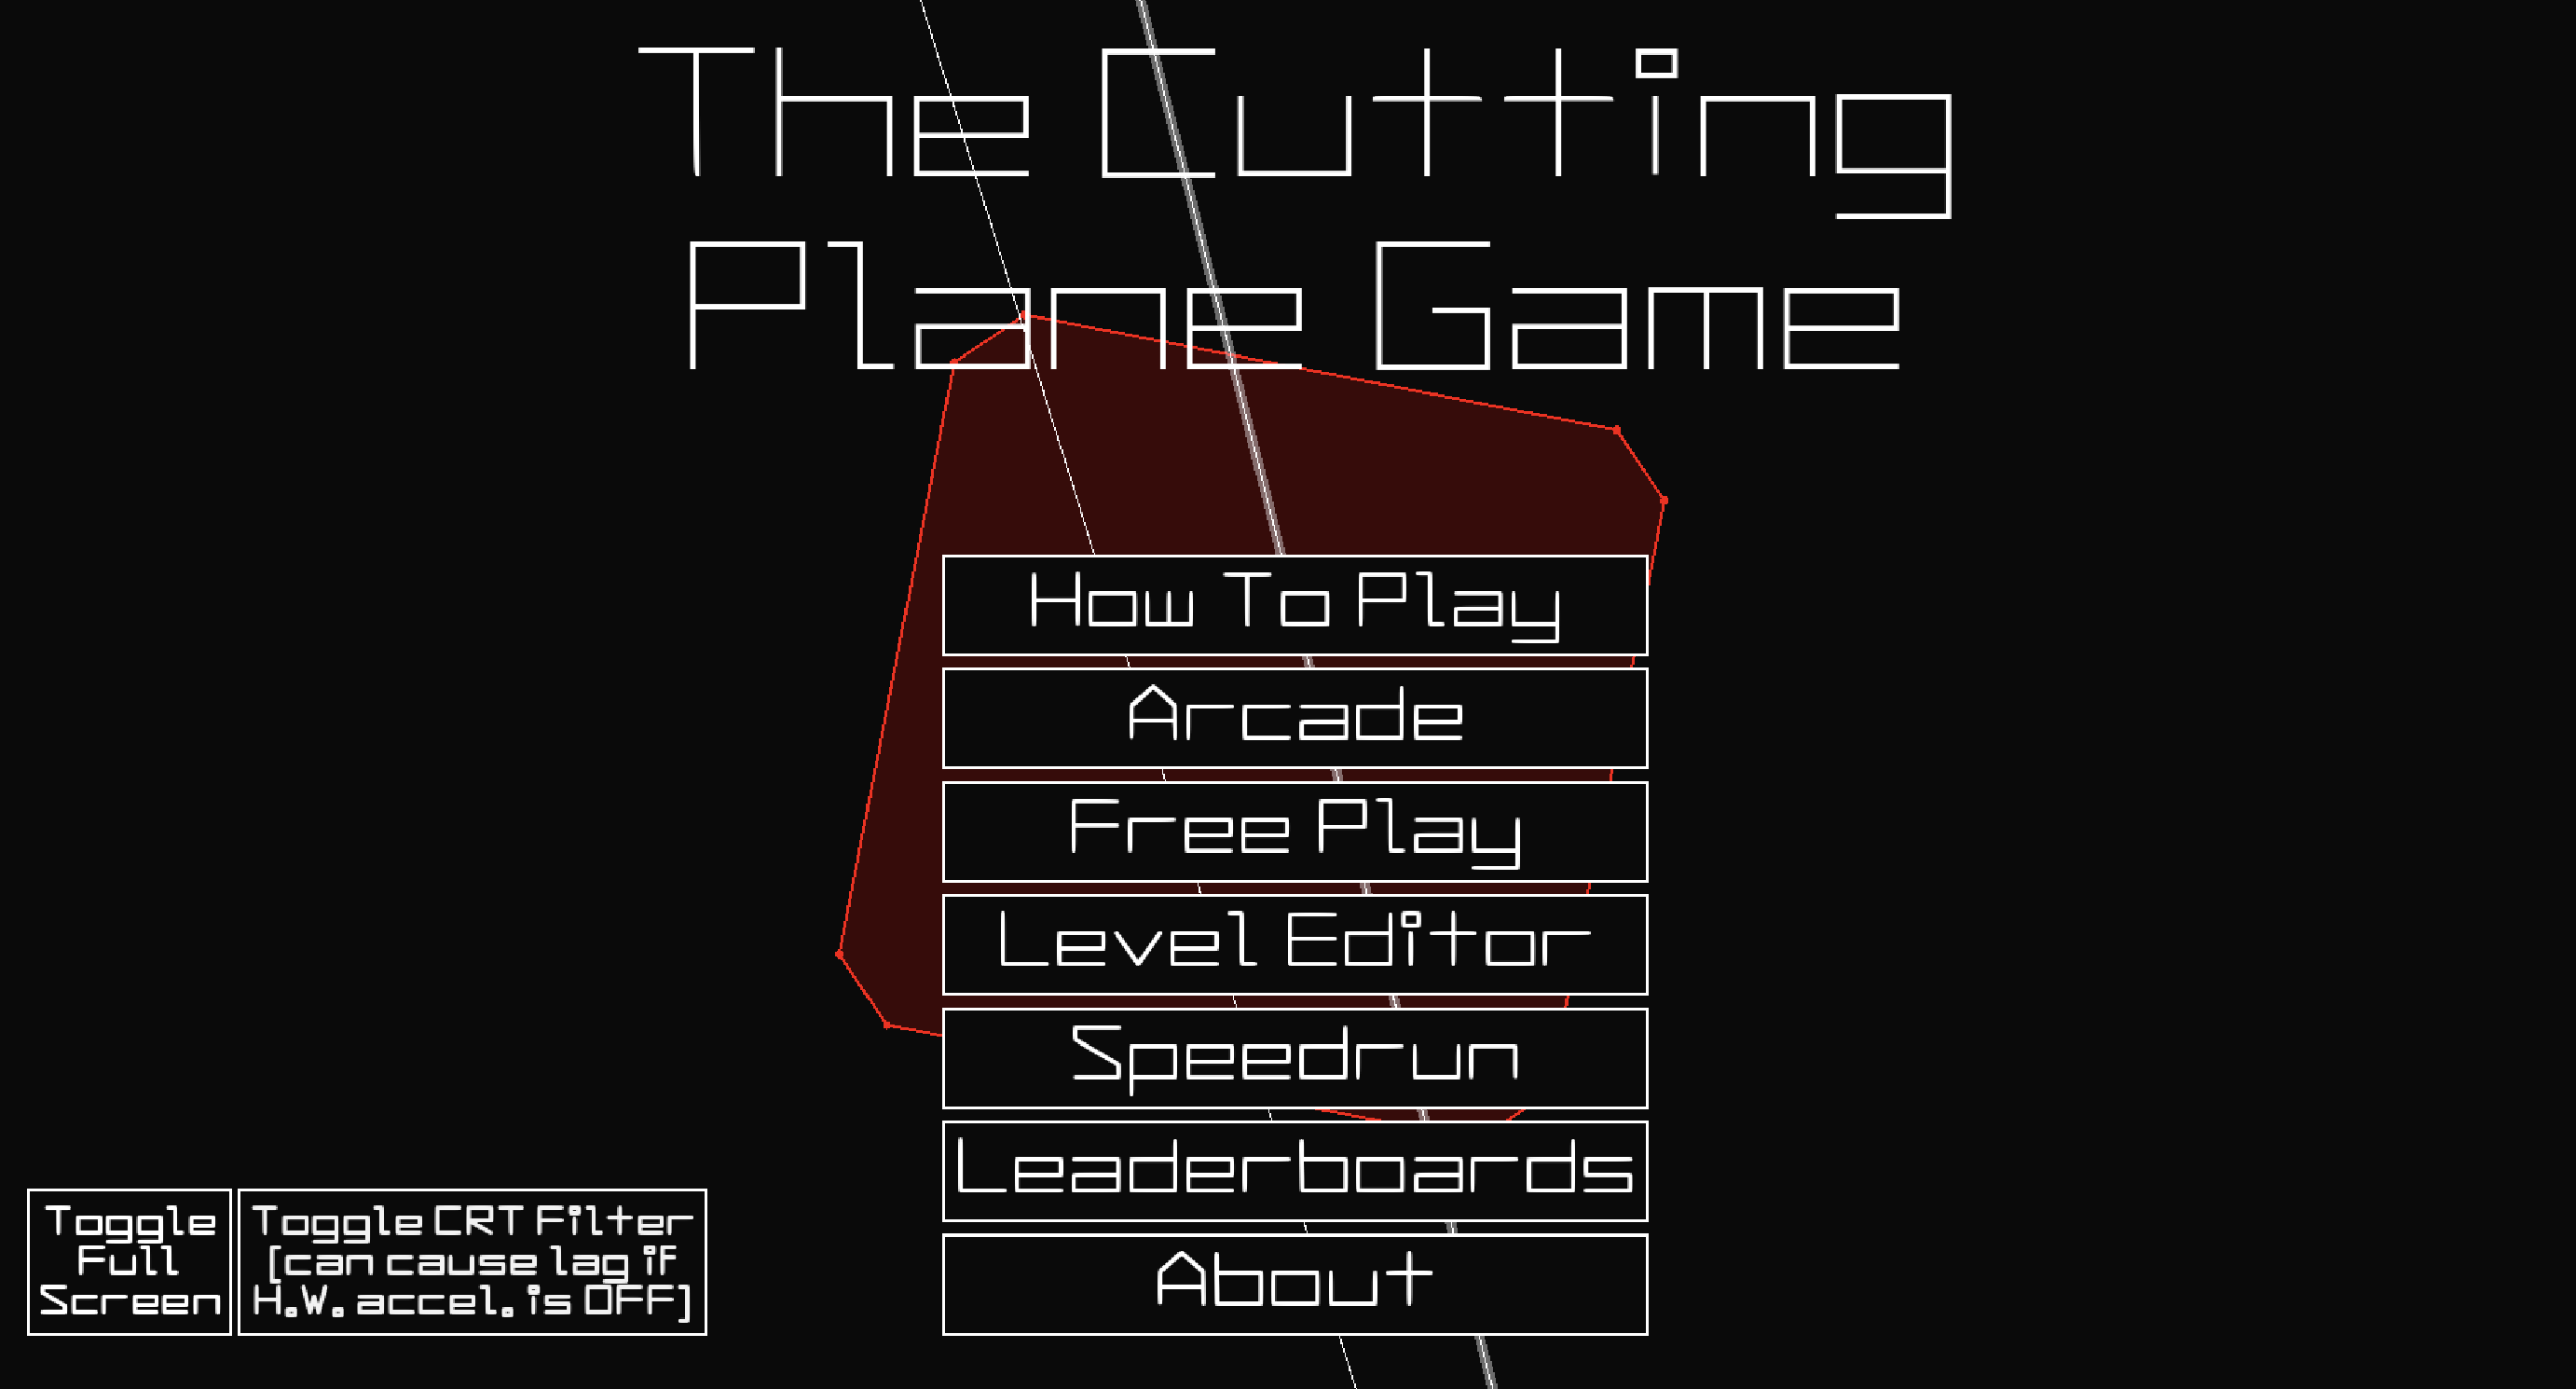 The Cutting
Plane Game
How To Play
Arcade
Free Play
Level Editor
Speedrun
Leaderboards
About
Toggle
Full
Screen
Toggle CRT Filter
[can cause lag if
H.W. accel. is OFF]